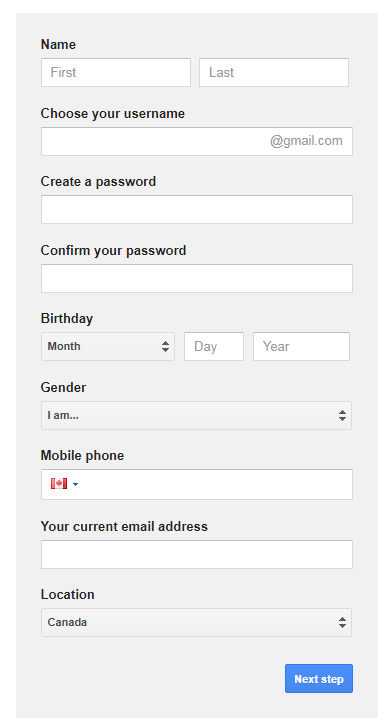 Name
First Last
Choose your username
@gmail.com
Create a password
Confirm your password
Birthday
Month Day Year
Gender
I am...
Mobile phone
Your current email address
Location
Canada
Next step